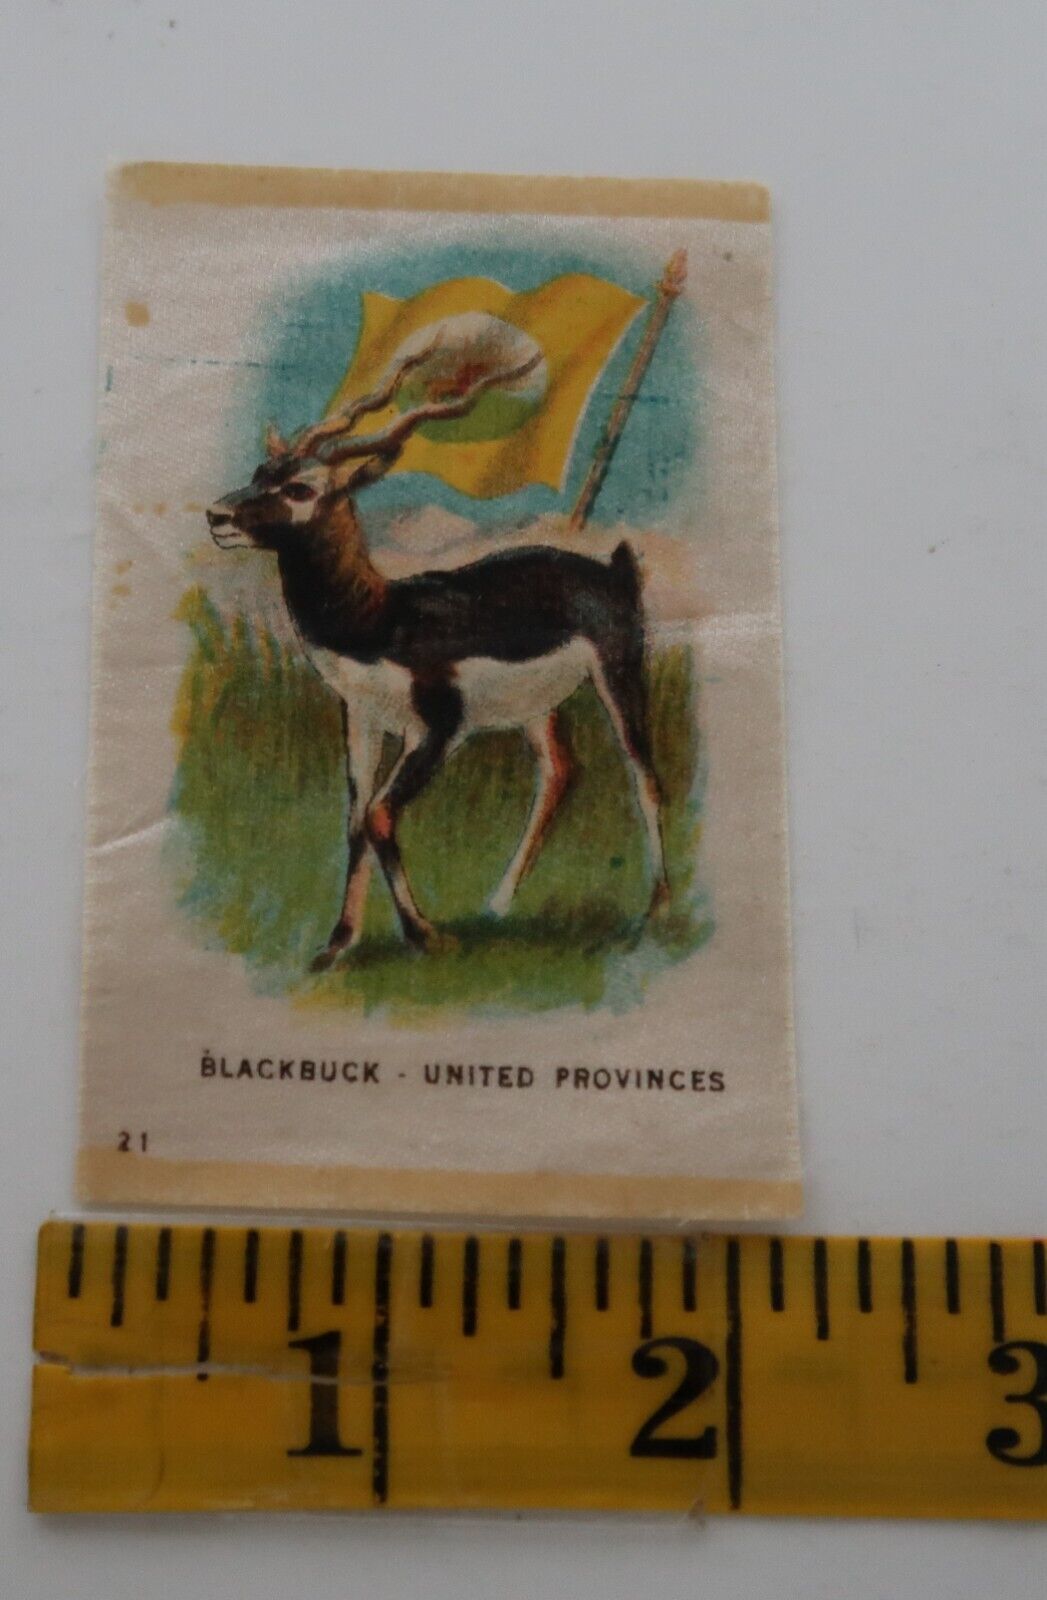 BLACKBUCK - UNITED PROVINCES
21
1 2 3